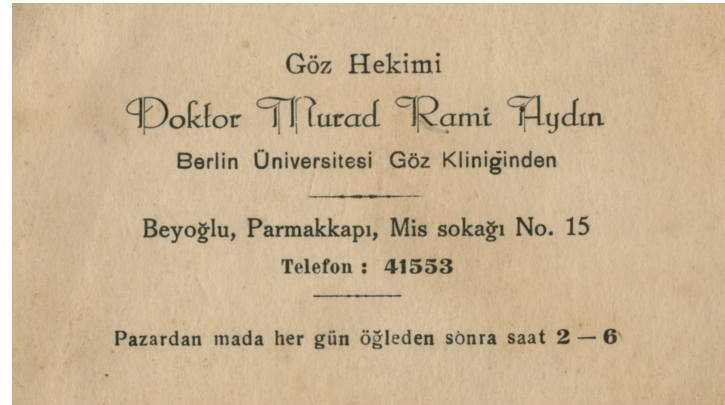 Göz Hekimi
Doktor Murad Rami Aydın
Berlin Üniversitesi Göz Kliniğinden
Beyoğlu, Parmakkapı, Mis sokağı No. 15
Telefon : 41553
Pazardan mada her gün öğleden sonra saat 2 — 6